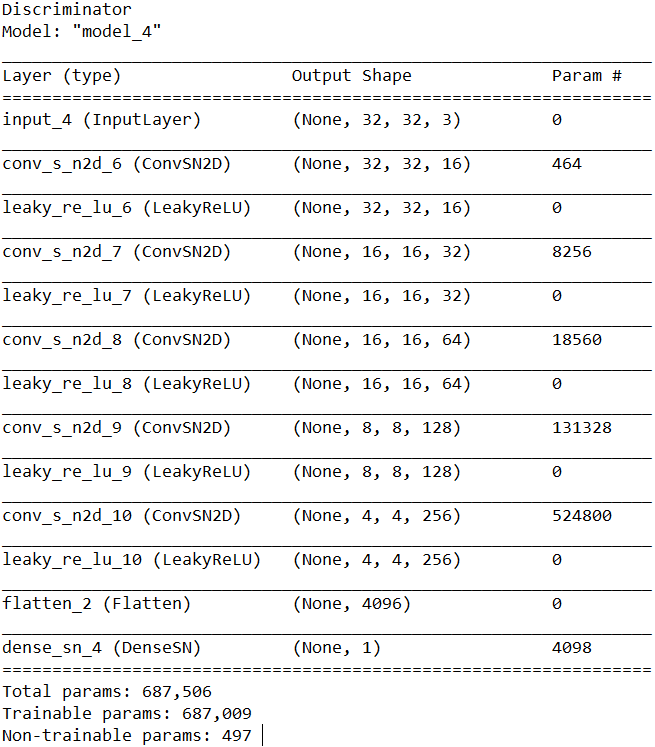 Discriminator
Model: "model_4"
_________________________________________________________________
Layer (type)                 Output Shape              Param #
=================================================================
input_4 (InputLayer)         (None, 32, 32, 3)         0
_________________________________________________________________
conv_s_n2d_6 (ConvSN2D)      (None, 32, 32, 16)        464
_________________________________________________________________
leaky_re_lu_6 (LeakyReLU)    (None, 32, 32, 16)        0
_________________________________________________________________
conv_s_n2d_7 (ConvSN2D)      (None, 16, 16, 32)        8256
_________________________________________________________________
leaky_re_lu_7 (LeakyReLU)    (None, 16, 16, 32)        0
_________________________________________________________________
conv_s_n2d_8 (ConvSN2D)      (None, 16, 16, 64)        18560
_________________________________________________________________
leaky_re_lu_8 (LeakyReLU)    (None, 16, 16, 64)        0
_________________________________________________________________
conv_s_n2d_9 (ConvSN2D)      (None, 8, 8, 128)         131328
_________________________________________________________________
leaky_re_lu_9 (LeakyReLU)    (None, 8, 8, 128)         0
_________________________________________________________________
conv_s_n2d_10 (ConvSN2D)     (None, 4, 4, 256)         524800
_________________________________________________________________
leaky_re_lu_10 (LeakyReLU)   (None, 4, 4, 256)         0
_________________________________________________________________
flatten_2 (Flatten)          (None, 4096)              0
_________________________________________________________________
dense_sn_4 (DenseSN)         (None, 1)                 4098
=================================================================
Total params: 687,506
Trainable params: 687,009
Non-trainable params: 497